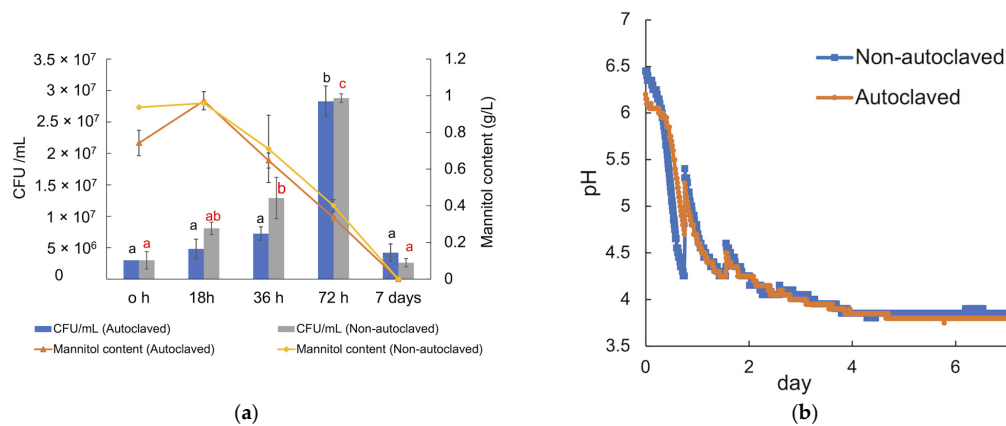 3.5 × 10⁷
3 × 10⁷
2.5 × 10⁷
2 × 10⁷
1.5 × 10⁷
1 × 10⁷
5 × 10⁶
0
CFU /mL
1.2
1
0.8
0.6
0.4
0.2
0
Mannitol content (g/L)
a a
a ab
a b
b c
a a
o h 18h 36 h 72 h 7 days
CFU/mL (Autoclaved) CFU/mL (Non-autoclaved)
Mannitol content (Autoclaved) Mannitol content (Non-autoclaved)
(a)
7
6.5
6
5.5
5
4.5
4
3.5
pH
Non-autoclaved
Autoclaved
0 2 4 6
day
(b)